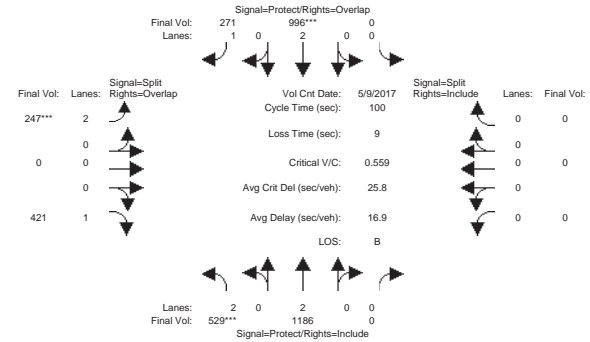 Signal=Protect/Rights=Overlap
Final Vol: 271 996*** 0
Lanes: 1 0 2 0 0
Signal=Split
Final Vol: Lanes: Rights=Overlap
Vol Cnt Date: 5/9/2017
Signal=Split
Rights=Include Lanes: Final Vol:
Cycle Time (sec): 100
247*** 2
0 0
Loss Time (sec): 9
0
0
0 0
Critical V/C: 0.559
0 0
0
Avg Crit Del (sec/veh): 25.8
0
421 1
Avg Delay (sec/veh): 16.9
0 0
LOS: B
Lanes: 2 0 2 0 0
Final Vol: 529*** 1186 0
Signal=Protect/Rights=Include